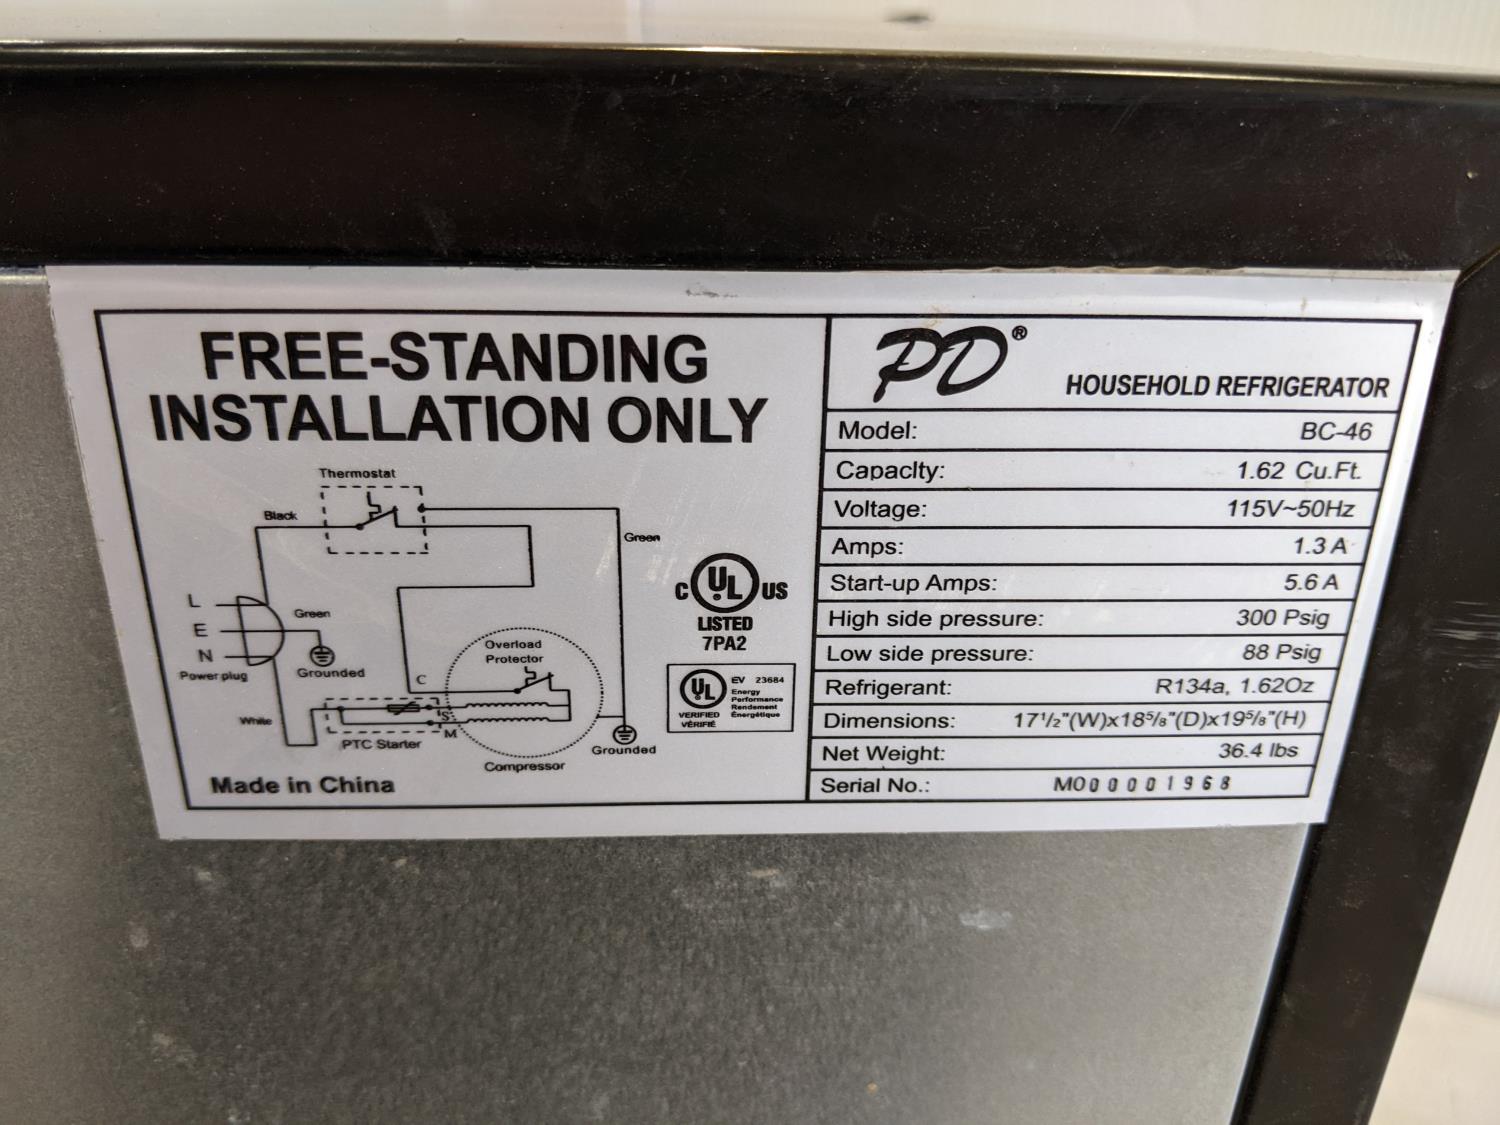 FREE-STANDING
INSTALLATION ONLY
Thermostat
Black
Green
L
E
N
Green
Power plug
Grounded
White
PTC Starter
C
S
M
Overload
Protector
Compressor
Grounded
Made in China
C UL US
LISTED
7PA2
UL
VERIFIED
VÉRIFIÉ
EV 23684
Energy
Performance
Rendement
Énergétique
PD®
HOUSEHOLD REFRIGERATOR
Model: BC-46
Capacity: 1.62 Cu.Ft.
Voltage: 115V~50Hz
Amps: 1.3 A
Start-up Amps: 5.6 A
High side pressure: 300 Psig
Low side pressure: 88 Psig
Refrigerant: R134a, 1.62Oz
Dimensions: 17¹/₂"(W)x18⁵/₈"(D)x19⁵/₈"(H)
Net Weight: 36.4 lbs
Serial No.: MO00001968